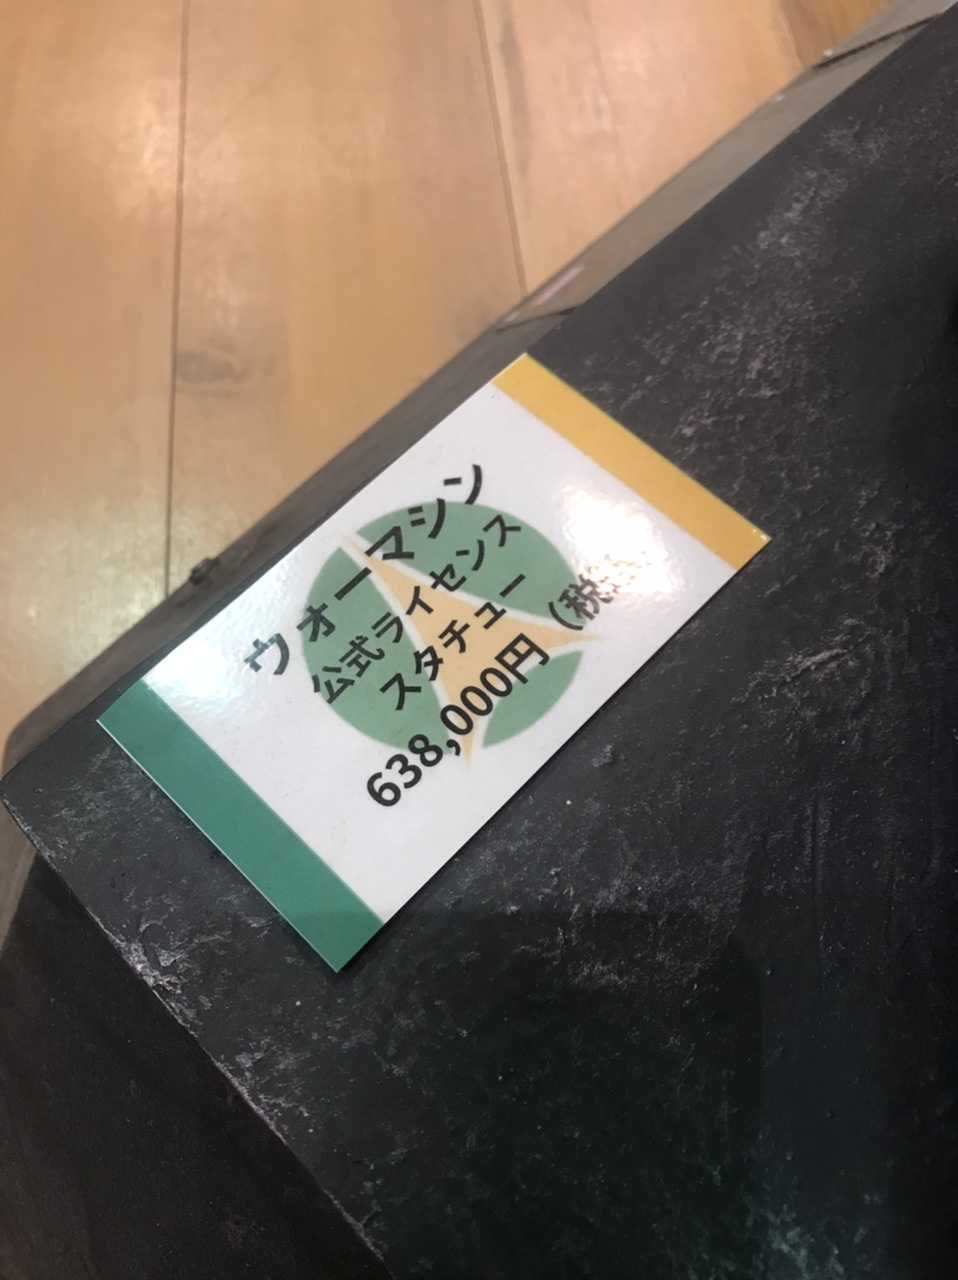 ウォーマシン
公式ライセンス
スタチュー
638,000円（税